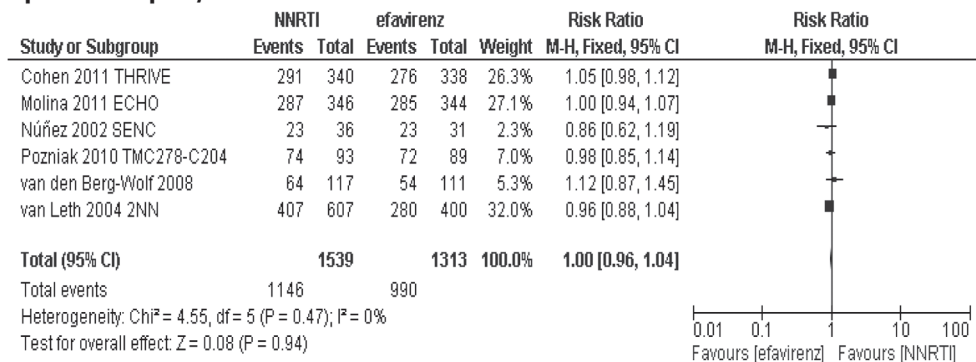 NNRTI efavirenz Risk Ratio Risk Ratio
Study or Subgroup Events Total Events Total Weight M-H, Fixed, 95% CI M-H, Fixed, 95% CI
Cohen 2011 THRIVE 291 340 276 338 26.3% 1.05 [0.98, 1.12]
Molina 2011 ECHO 287 346 285 344 27.1% 1.00 [0.94, 1.07]
Núñez 2002 SENC 23 36 23 31 2.3% 0.86 [0.62, 1.19]
Pozniak 2010 TMC278-C204 74 93 72 89 7.0% 0.98 [0.85, 1.14]
van den Berg-Wolf 2008 64 117 54 111 5.3% 1.12 [0.87, 1.45]
van Leth 2004 2NN 407 607 280 400 32.0% 0.96 [0.88, 1.04]
Total (95% CI) 1539 1313 100.0% 1.00 [0.96, 1.04]
Total events 1146 990
Heterogeneity: Chi² = 4.55, df = 5 (P = 0.47); I² = 0%
Test for overall effect: Z = 0.08 (P = 0.94)
0.01 0.1 1 10 100
Favours [efavirenz] Favours [NNRTI]